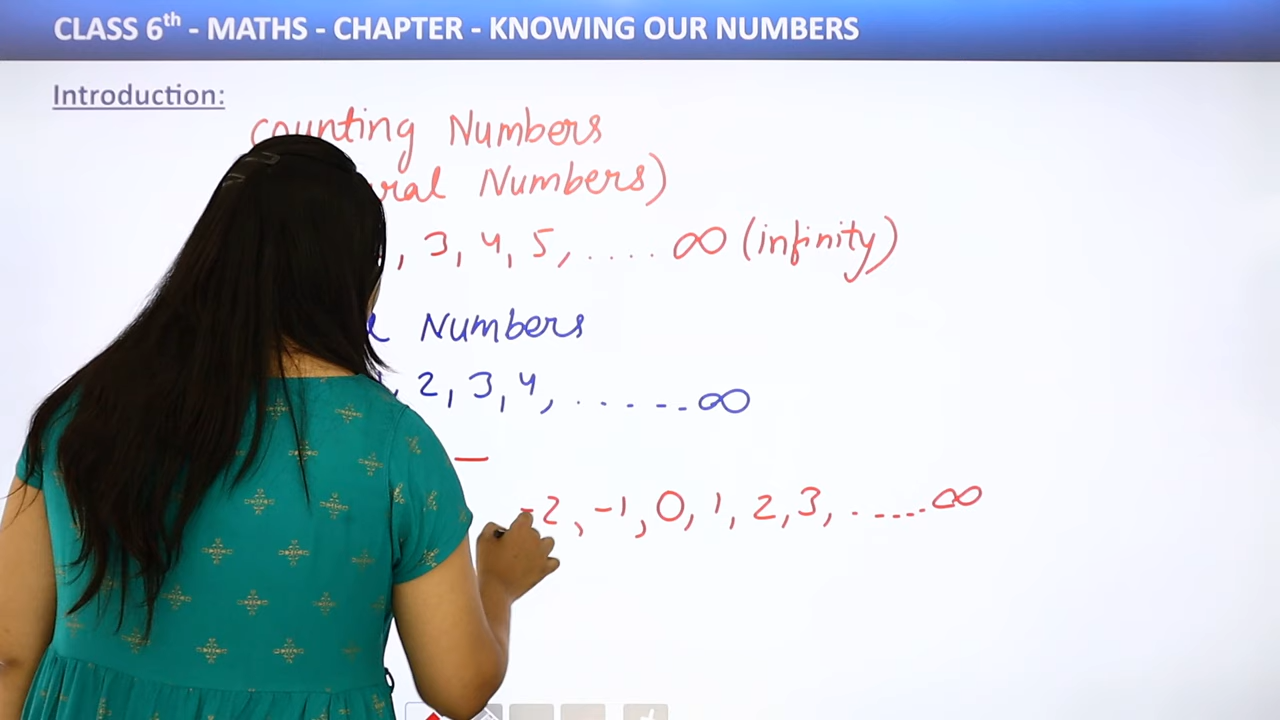 CLASS 6th - MATHS - CHAPTER - KNOWING OUR NUMBERS
Introduction:
counting Numbers
Numbers)
, 3, 4, 5, .... ∞ (infinity)
Numbers
2, 3, 4, ...... ∞
-2, -1, 0, 1, 2, 3, ...... ∞